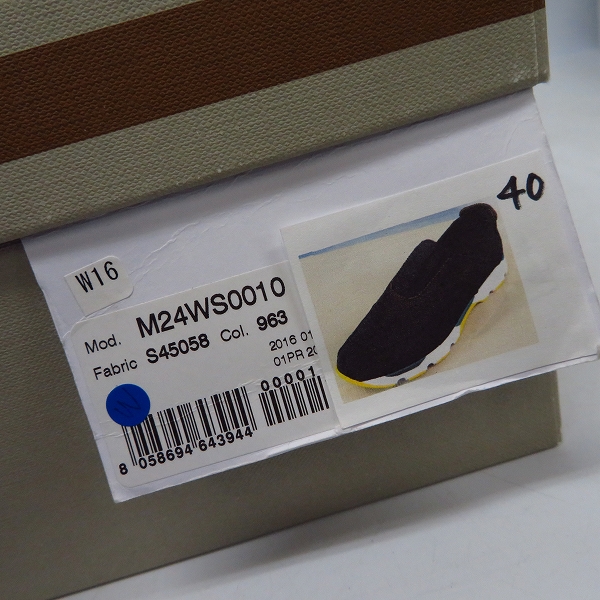 40
W16
Mod. M24WS0010
Fabric S45058 Col. 963
2016 01
01PR 20
00001
8 058694 643944